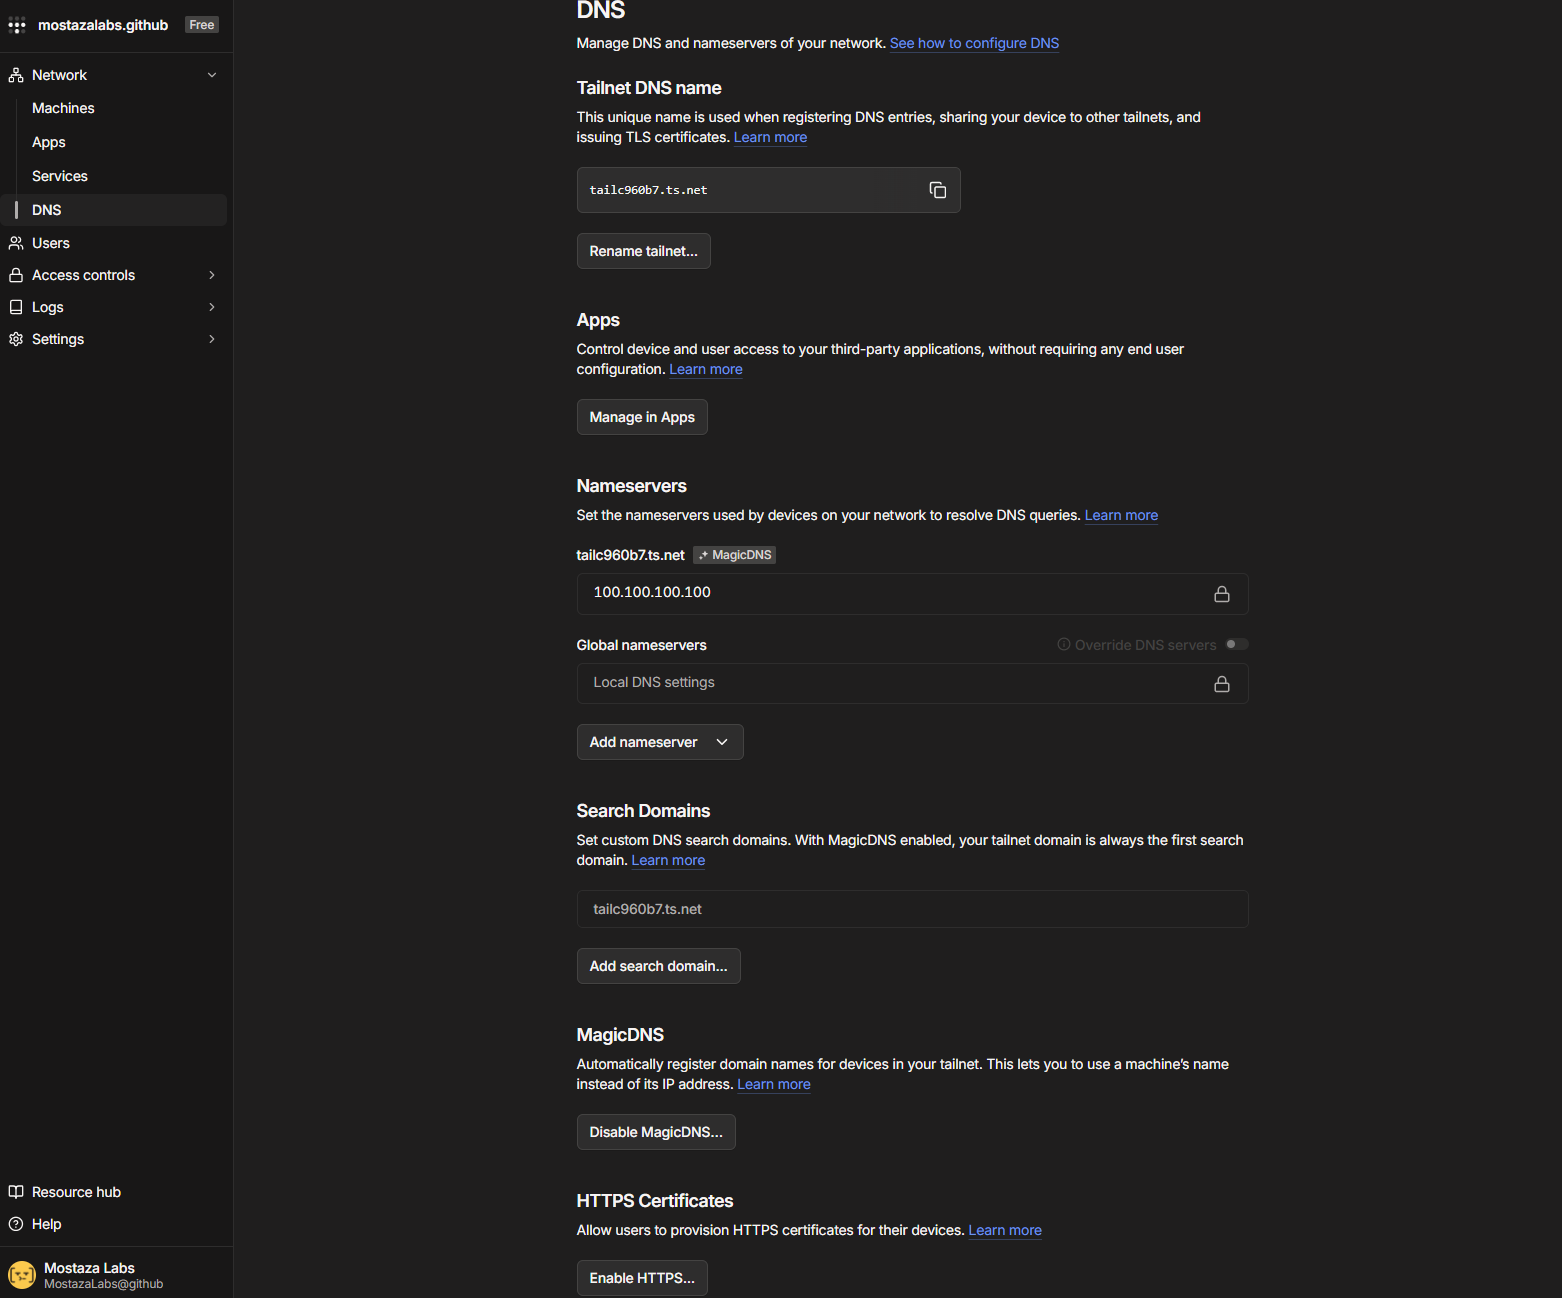 mostazalabs.github
Free
Network
Machines
Apps
Services
DNS
Users
Access controls
Logs
Settings
Resource hub
Help
Mostaza Labs
MostazaLabs@github
DNS
Manage DNS and nameservers of your network. See how to configure DNS
Tailnet DNS name
This unique name is used when registering DNS entries, sharing your device to other tailnets, and
issuing TLS certificates. Learn more
tailc960b7.ts.net
Rename tailnet...
Apps
Control device and user access to your third-party applications, without requiring any end user
configuration. Learn more
Manage in Apps
Nameservers
Set the nameservers used by devices on your network to resolve DNS queries. Learn more
tailc960b7.ts.net MagicDNS
100.100.100.100
Global nameservers
Override DNS servers
Local DNS settings
Add nameserver
Search Domains
Set custom DNS search domains. With MagicDNS enabled, your tailnet domain is always the first search
domain. Learn more
tailc960b7.ts.net
Add search domain...
MagicDNS
Automatically register domain names for devices in your tailnet. This lets you to use a machine’s name
instead of its IP address. Learn more
Disable MagicDNS...
HTTPS Certificates
Allow users to provision HTTPS certificates for their devices. Learn more
Enable HTTPS...